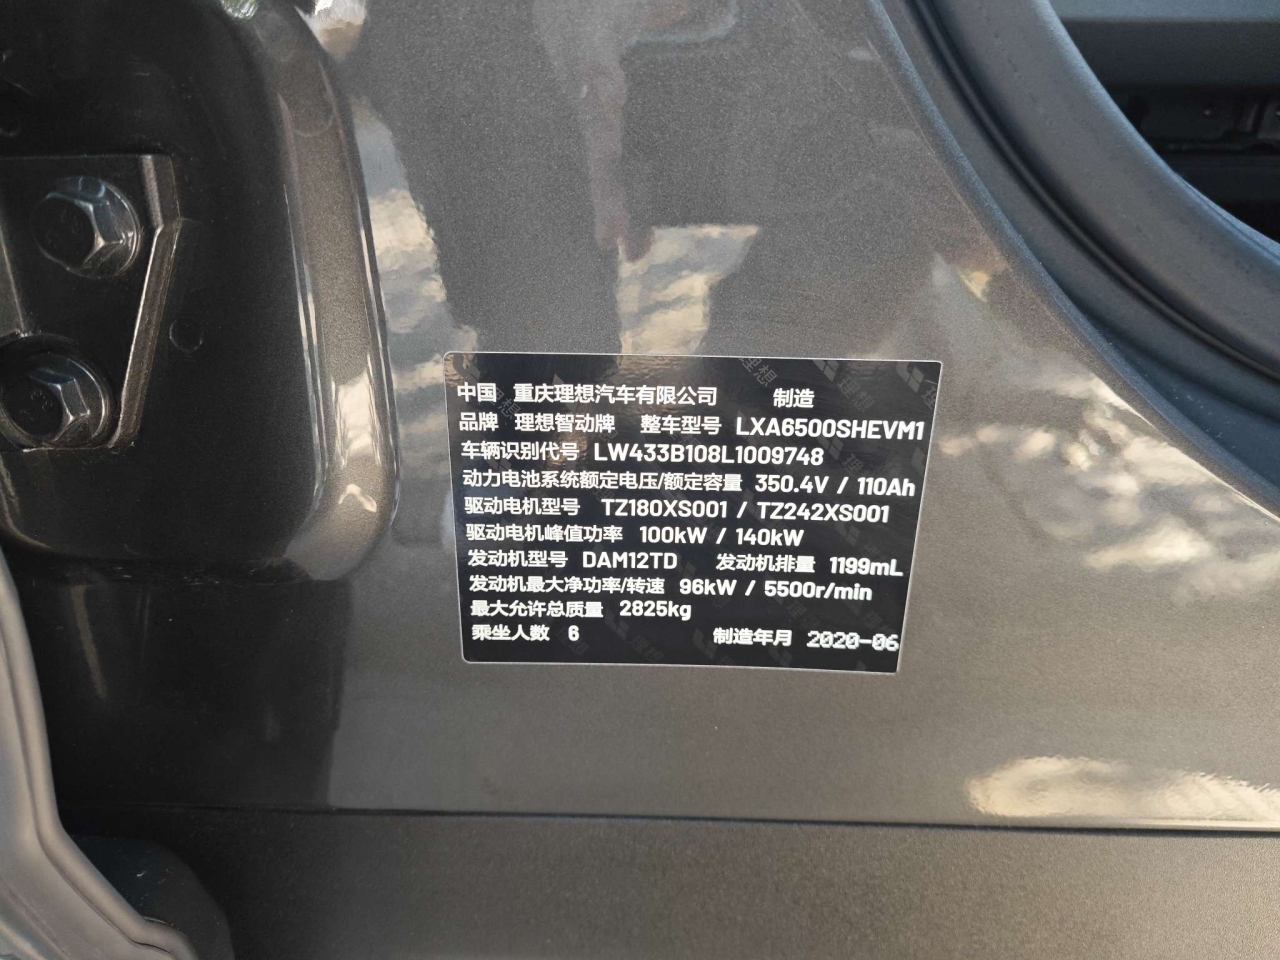 中国 重庆理想汽车有限公司 制造
品牌 理想智动牌 整车型号 LXA6500SHEVM1
车辆识别代号 LW433B108L1009748
动力电池系统额定电压/额定容量 350.4V / 110Ah
驱动电机型号 TZ180XS001 / TZ242XS001
驱动电机峰值功率 100kW / 140kW
发动机型号 DAM12TD 发动机排量 1199mL
发动机最大净功率/转速 96kW / 5500r/min
最大允许总质量 2825kg
乘坐人数 6 制造年月 2020-06